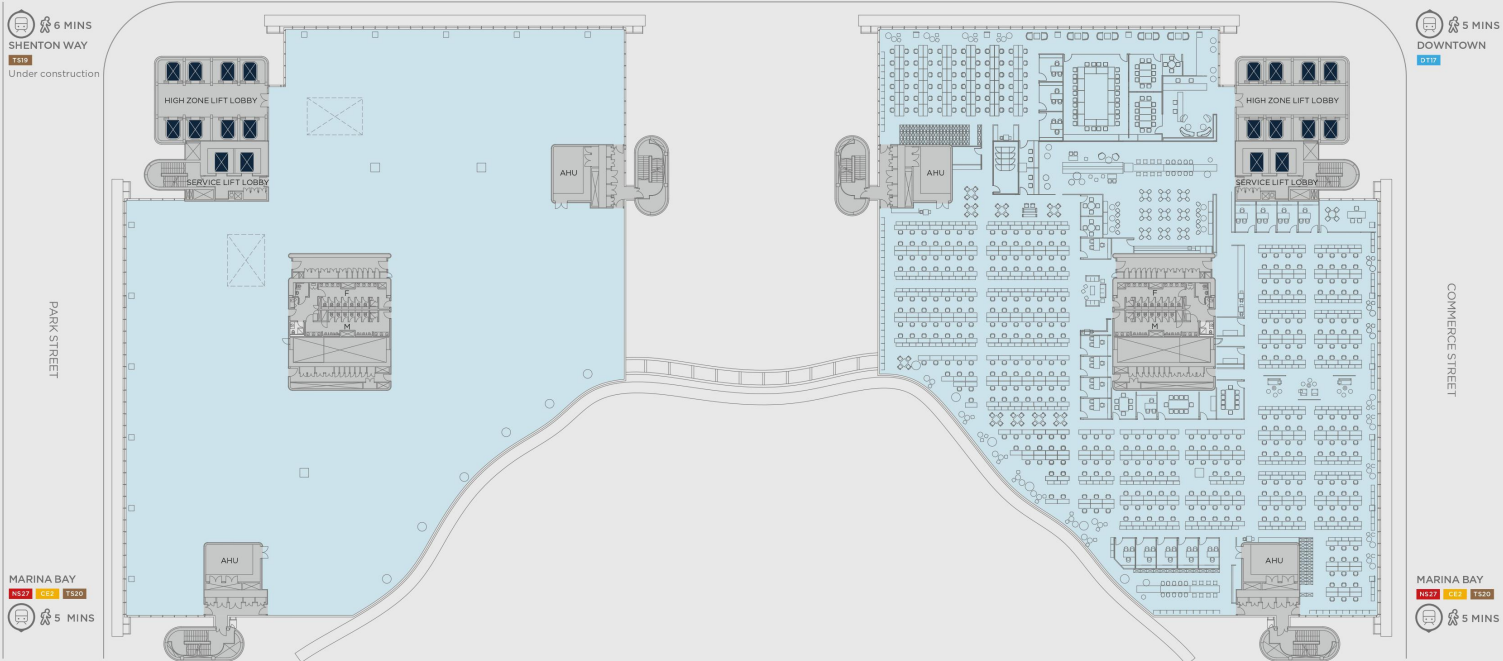 6 MINS
SHENTON WAY
TS19
Under construction
HIGH ZONE LIFT LOBBY
SERVICE LIFT LOBBY
AHU
F
M
AHU
PARK STREET
MARINA BAY
NS27 CE2 TS20
5 MINS
5 MINS
DOWNTOWN
DT17
HIGH ZONE LIFT LOBBY
SERVICE LIFT LOBBY
AHU
F
M
AHU
COMMERCE STREET
MARINA BAY
NS27 CE2 TS20
5 MINS